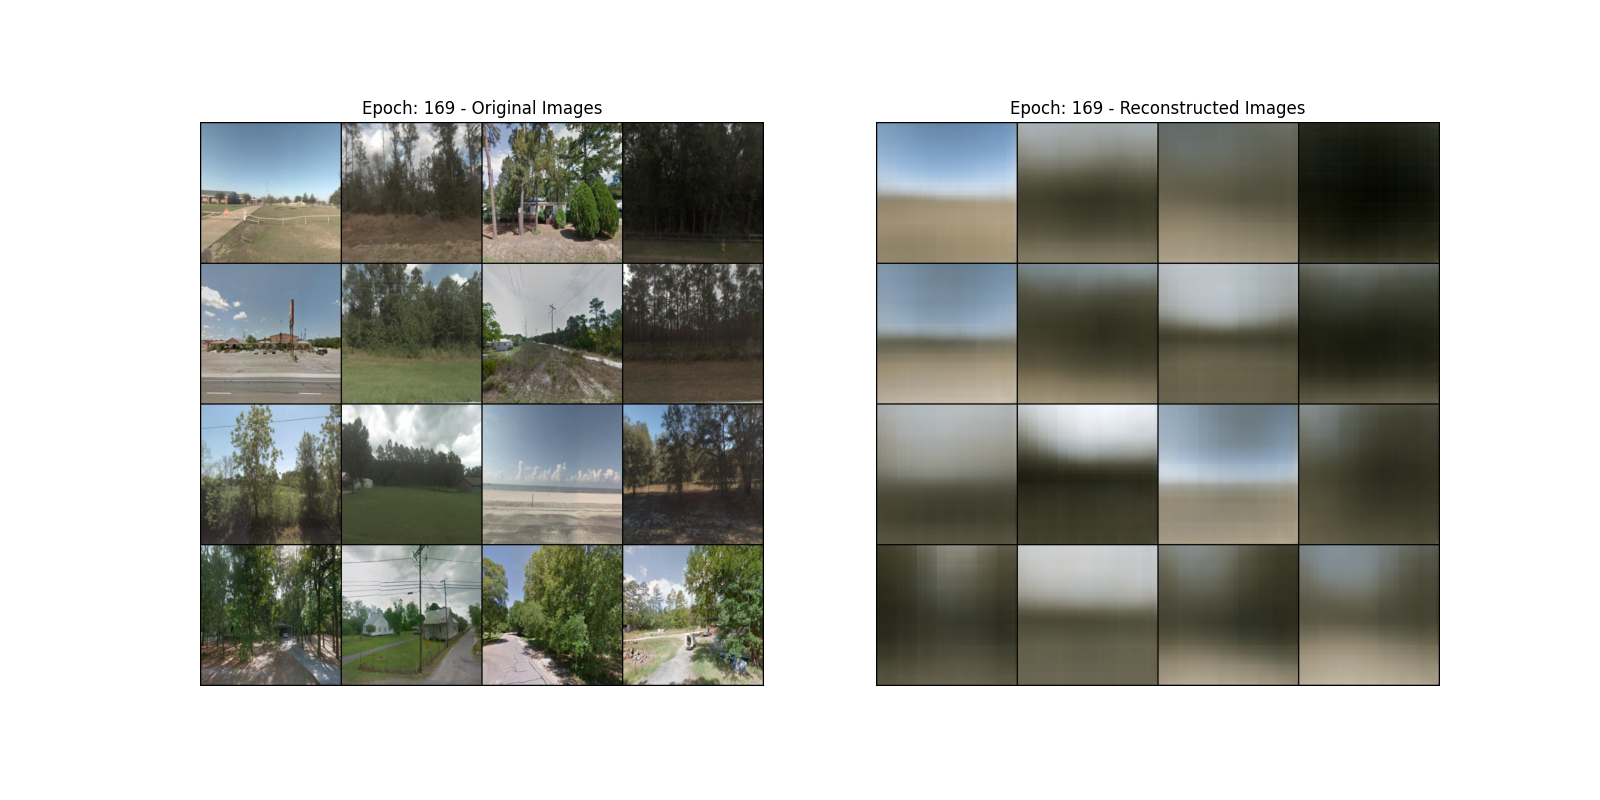 Epoch: 169 - Original Images
Epoch: 169 - Reconstructed Images